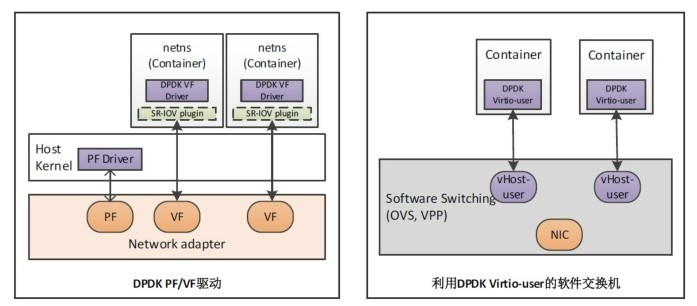 netns
(Container)
DPDK VF
Driver
SR-IOV plugin
netns
(Container)
DPDK VF
Driver
SR-IOV plugin
Host
Kernel
PF Driver
PF
VF
VF
Network adapter
DPDK PF/VF驱动
Container
DPDK
Virtio-user
Container
DPDK
Virtio-user
vHost-
user
vHost-
user
Software Switching
(OVS, VPP)
NIC
利用DPDK Virtio-user的软件交换机